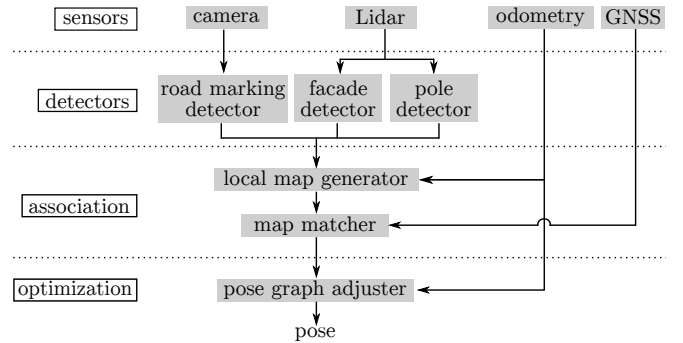 sensors
camera
Lidar
odometry
GNSS
detectors
road marking
detector
facade
detector
pole
detector
association
local map generator
map matcher
optimization
pose graph adjuster
pose